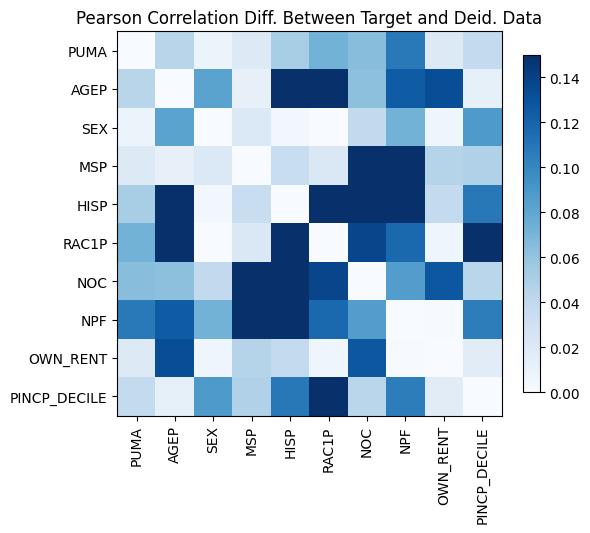 Pearson Correlation Diff. Between Target and Deid. Data
PUMA
AGEP
SEX
MSP
HISP
RAC1P
NOC
NPF
OWN_RENT
PINCP_DECILE
0.14
0.12
0.10
0.08
0.06
0.04
0.02
0.00
PUMA
AGEP
SEX
MSP
HISP
RAC1P
NOC
NPF
OWN_RENT
PINCP_DECILE